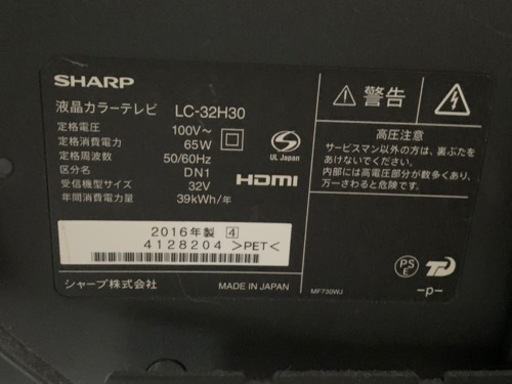 SHARP
液晶カラーテレビ LC-32H30
定格電圧 100V～
定格消費電力 65W
定格周波数 50/60Hz
区分名 DN1
受信機型サイズ 32V
年間消費電力量 39kWh/年
UL Japan
HDMI
2016年製 4
4128204 >PET<
シャープ株式会社 MADE IN JAPAN
警告
高圧注意
サービスマン以外の方は、裏ぶたを
あけないでください。
内部には高電圧部分が数多くあり、
万一さわると危険です。
PS
E
MF730WJ
-p-